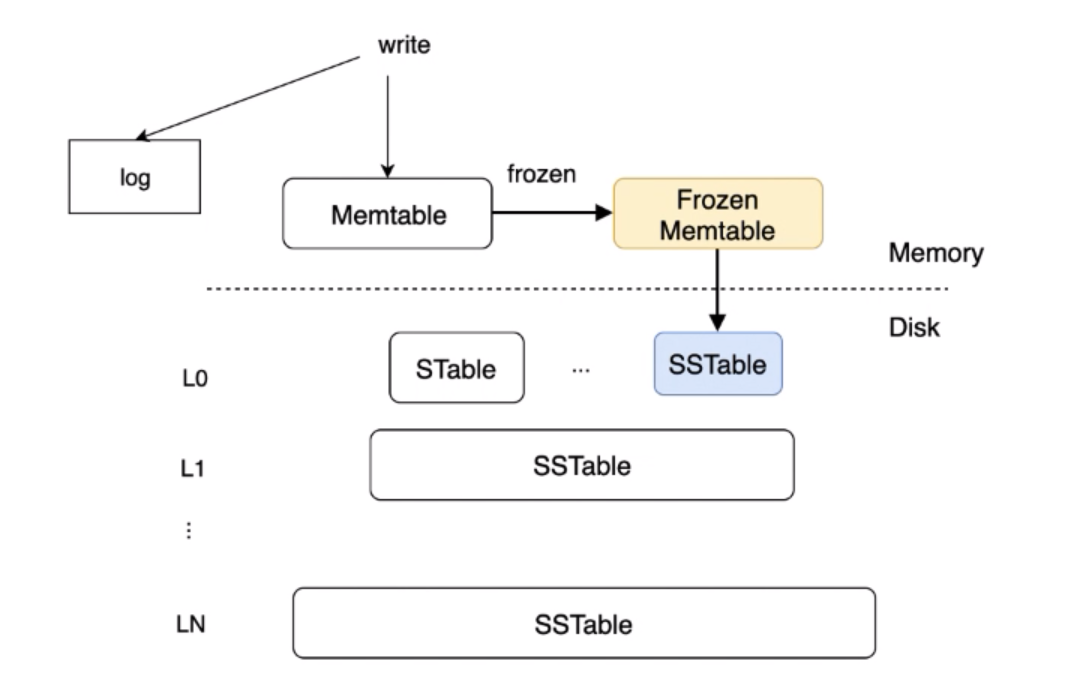 write
log
frozen
Memtable
Frozen
Memtable
Memory
Disk
L0
STable
...
SSTable
L1
SSTable
⋮
LN
SSTable